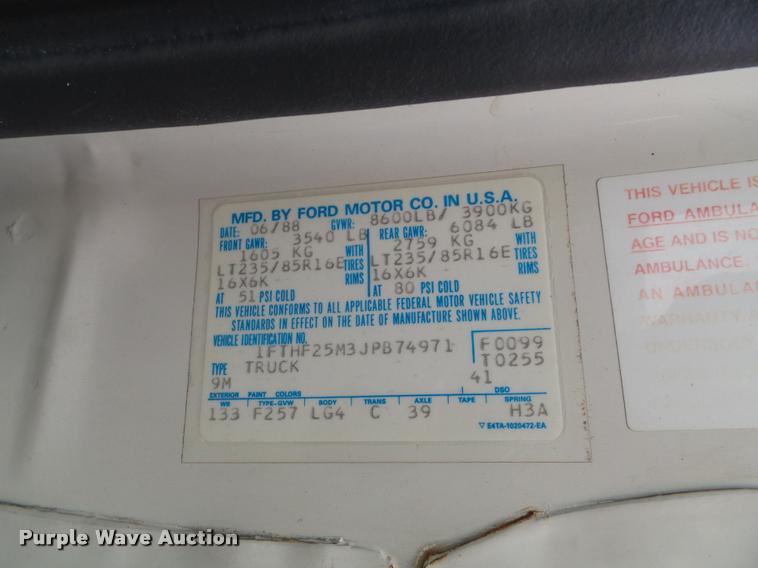 MFD. BY FORD MOTOR CO. IN U.S.A.
DATE: 06/88 GVWR: 8600LB/ 3900KG
FRONT GAWR: 3540 LB REAR GAWR: 6084 LB
1605 KG WITH 2759 KG WITH
LT235/85R16E TIRES LT235/85R16E TIRES
16X6K RIMS 16X6K RIMS
AT 51 PSI COLD AT 80 PSI COLD
THIS VEHICLE CONFORMS TO ALL APPLICABLE FEDERAL MOTOR VEHICLE SAFETY
STANDARDS IN EFFECT ON THE DATE OF MANUFACTURE SHOWN ABOVE.
VEHICLE IDENTIFICATION NO.
1FTHF25M3JPB74971 F0099
TYPE TRUCK T0255
9M 41
EXTERIOR PAINT COLORS DSO
WB TYPE-GVW BODY TRANS AXLE TAPE SPRING
133 F257 LG4 C 39 H3A
▽ E4TA-1020472-EA
THIS VEHICLE IS
FORD AMBULA
AGE AND IS NO
AMBULANCE.
AN AMBULA
WARRANTY
Purple Wave Auction